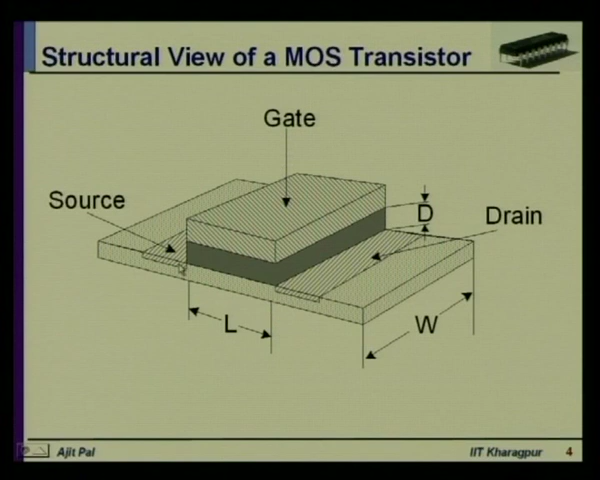 Structural View of a MOS Transistor
Gate
Source
D
Drain
L
W
Ajit Pal
IIT Kharagpur
4